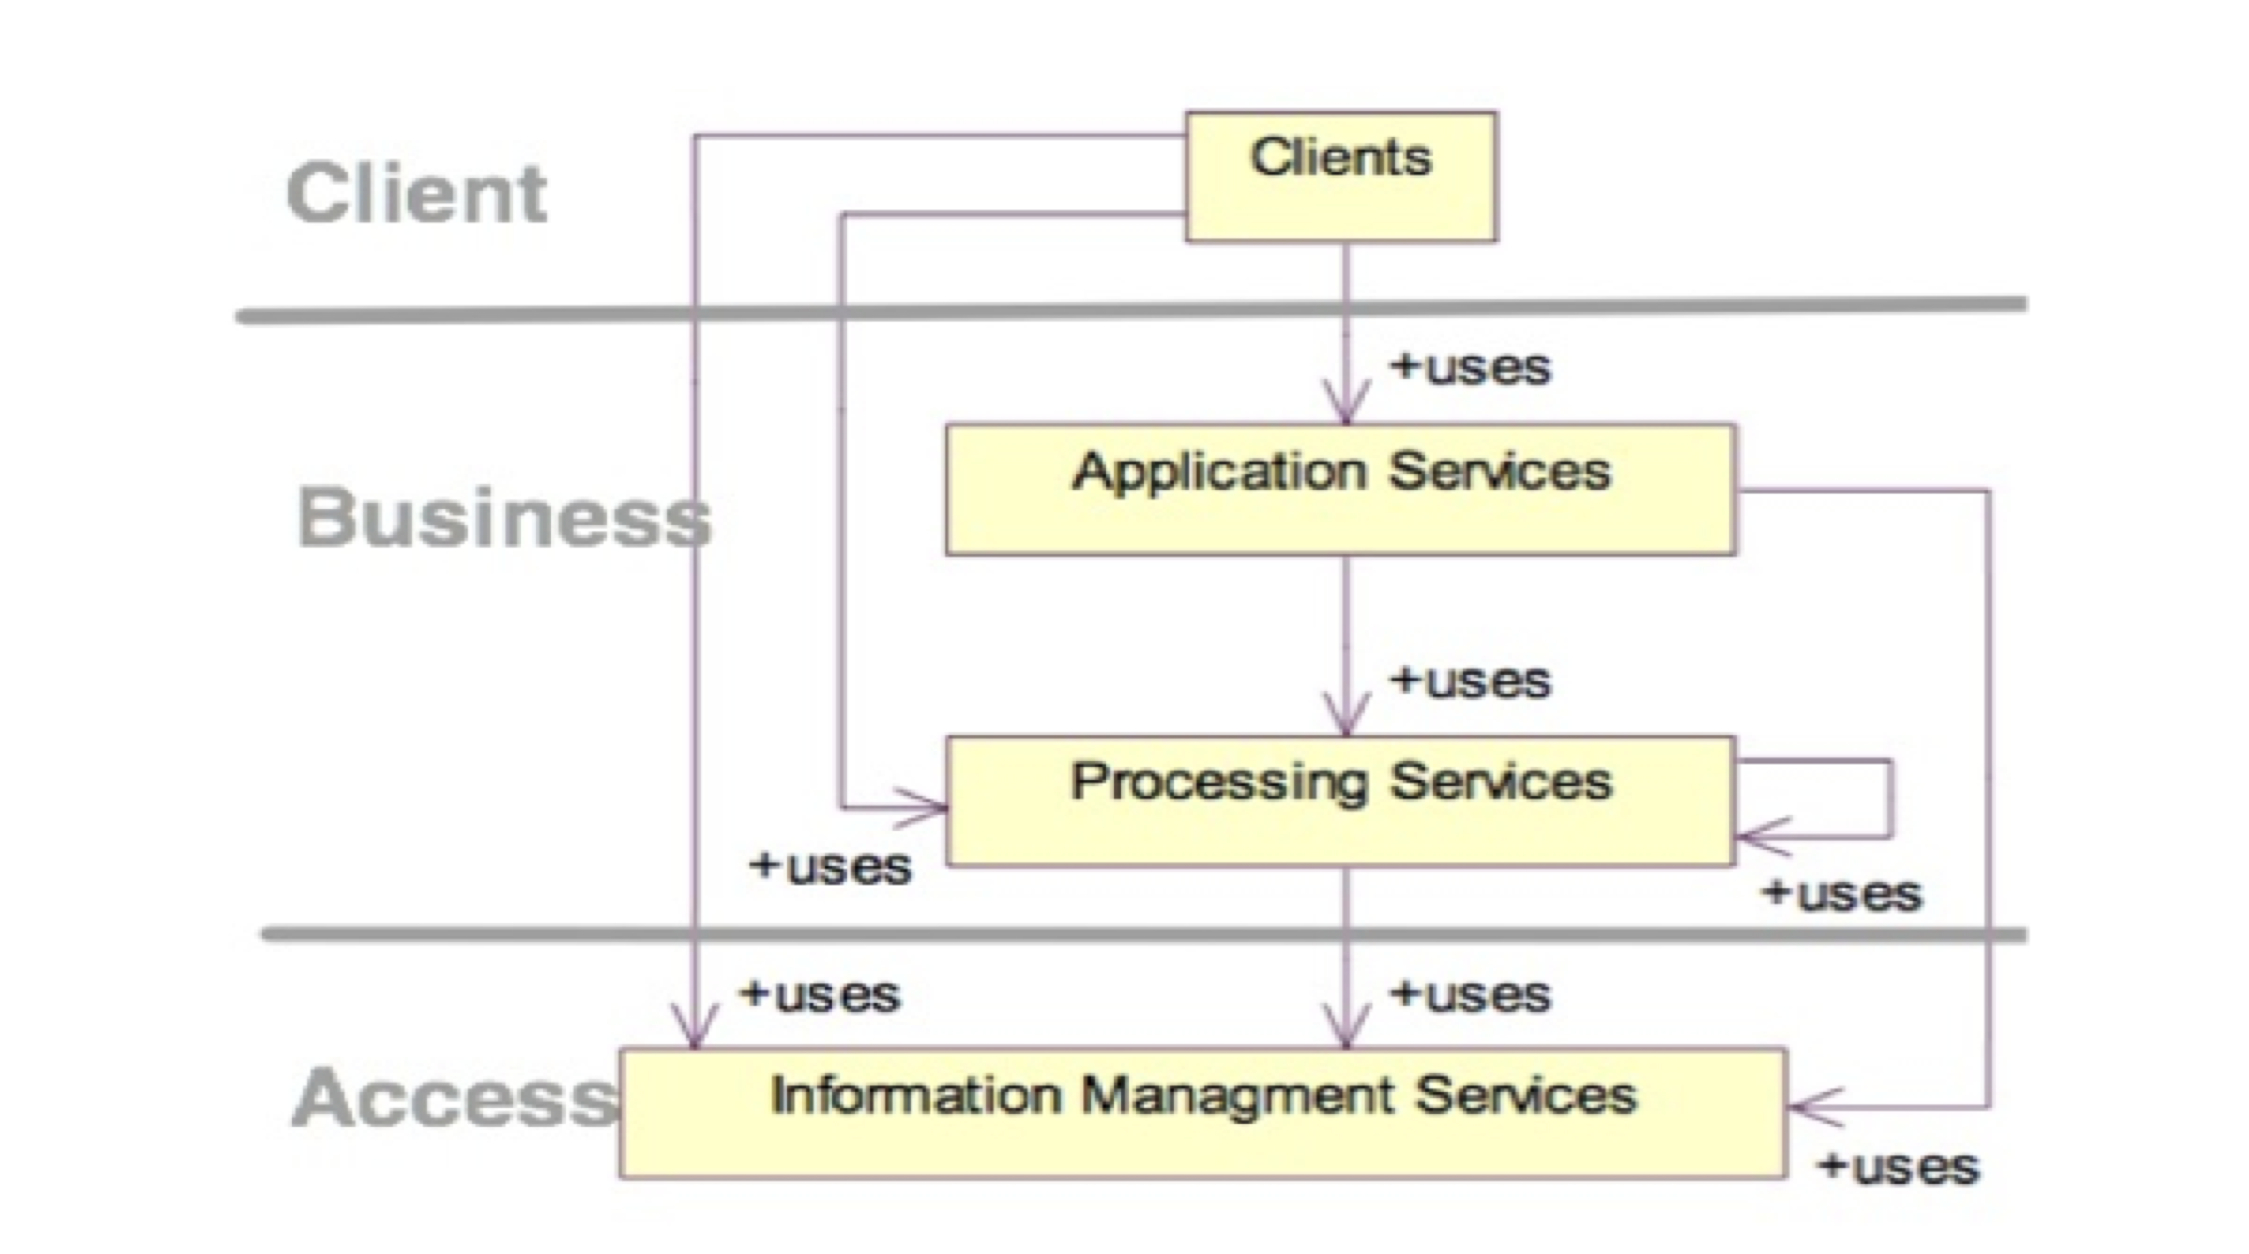 Clients
Client
+uses
Application Services
Business
+uses
Processing Services
+uses
+uses
+uses
+uses
Information Managment Services
Access
+uses